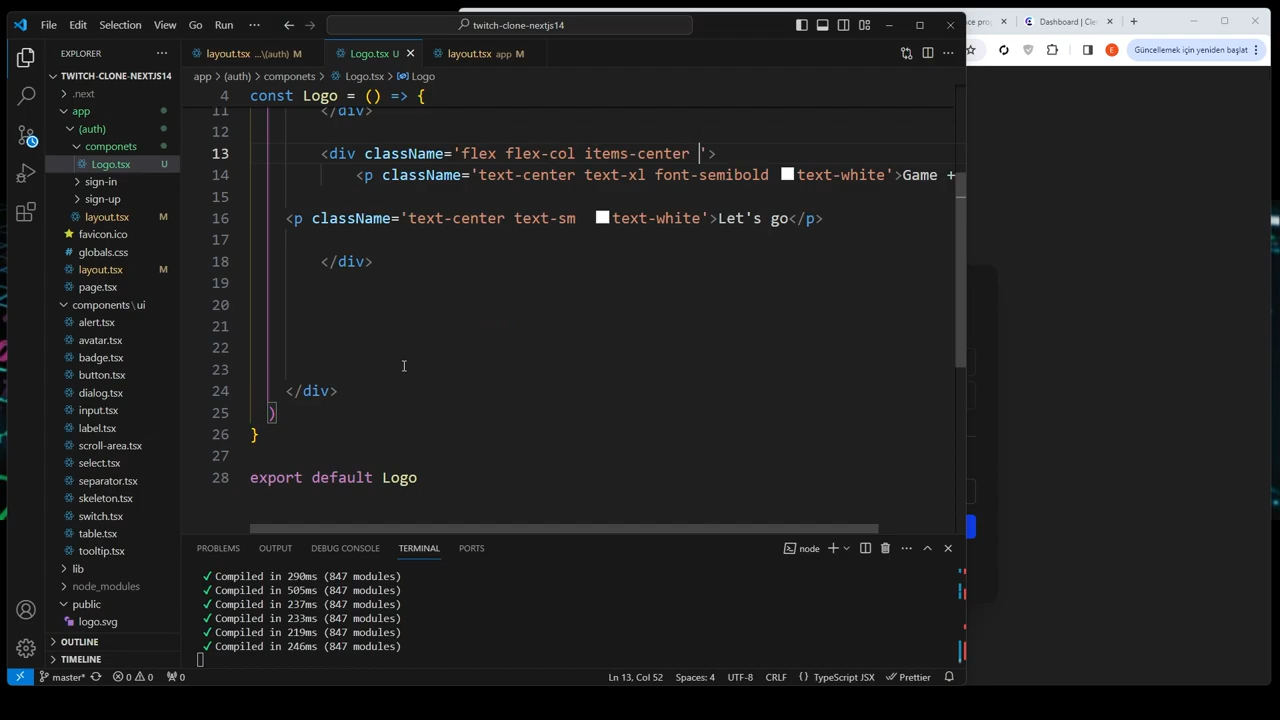 File Edit Selection View Go Run ··· twitch-clone-nextjs14
Dashboard | Cle
EXPLORER ···
layout.tsx ...\(auth) M Logo.tsx U layout.tsx app M
E Güncellemek için yeniden başlat
app > (auth) > componets > Logo.tsx > Logo
TWITCH-CLONE-NEXTJS14
.next
app
(auth)
componets
Logo.tsx U
sign-in
sign-up
layout.tsx M
favicon.ico
globals.css
layout.tsx M
page.tsx
components\ui
alert.tsx
avatar.tsx
badge.tsx
button.tsx
dialog.tsx
input.tsx
label.tsx
scroll-area.tsx
select.tsx
separator.tsx
skeleton.tsx
switch.tsx
table.tsx
tooltip.tsx
lib
node_modules
public
logo.svg
OUTLINE
TIMELINE
4 const Logo = () => {
11 </div>
12
13 <div className='flex flex-col items-center '>
14 <p className='text-center text-xl font-semibold text-white'>Game +
15
16 <p className='text-center text-sm text-white'>Let's go</p>
17
18 </div>
19
20
21
22
23
24 </div>
25 )
26 }
27
28 export default Logo
PROBLEMS OUTPUT DEBUG CONSOLE TERMINAL PORTS node
✓ Compiled in 290ms (847 modules)
✓ Compiled in 505ms (847 modules)
✓ Compiled in 237ms (847 modules)
✓ Compiled in 233ms (847 modules)
✓ Compiled in 219ms (847 modules)
✓ Compiled in 246ms (847 modules)
master* 0 0 0 Ln 13, Col 52 Spaces: 4 UTF-8 CRLF TypeScript JSX Prettier